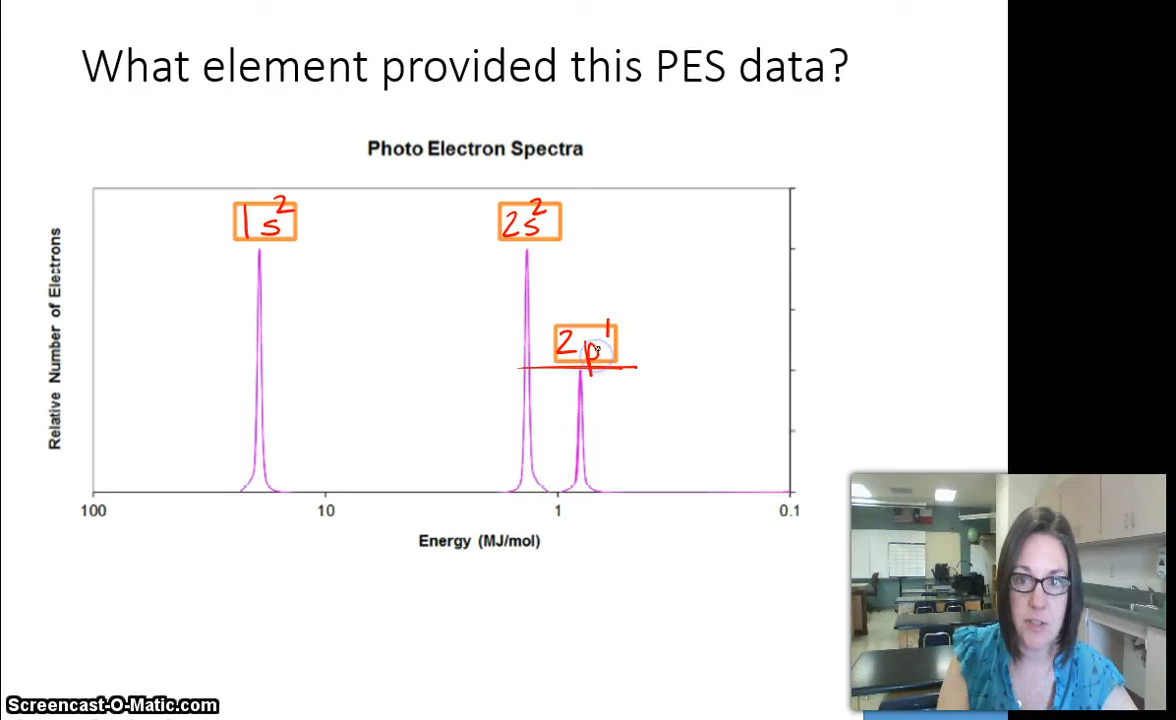 What element provided this PES data?
Photo Electron Spectra
1s²
2s²
2p¹
Relative Number of Electrons
100 10 1 0.1
Energy (MJ/mol)
Screencast-O-Matic.com